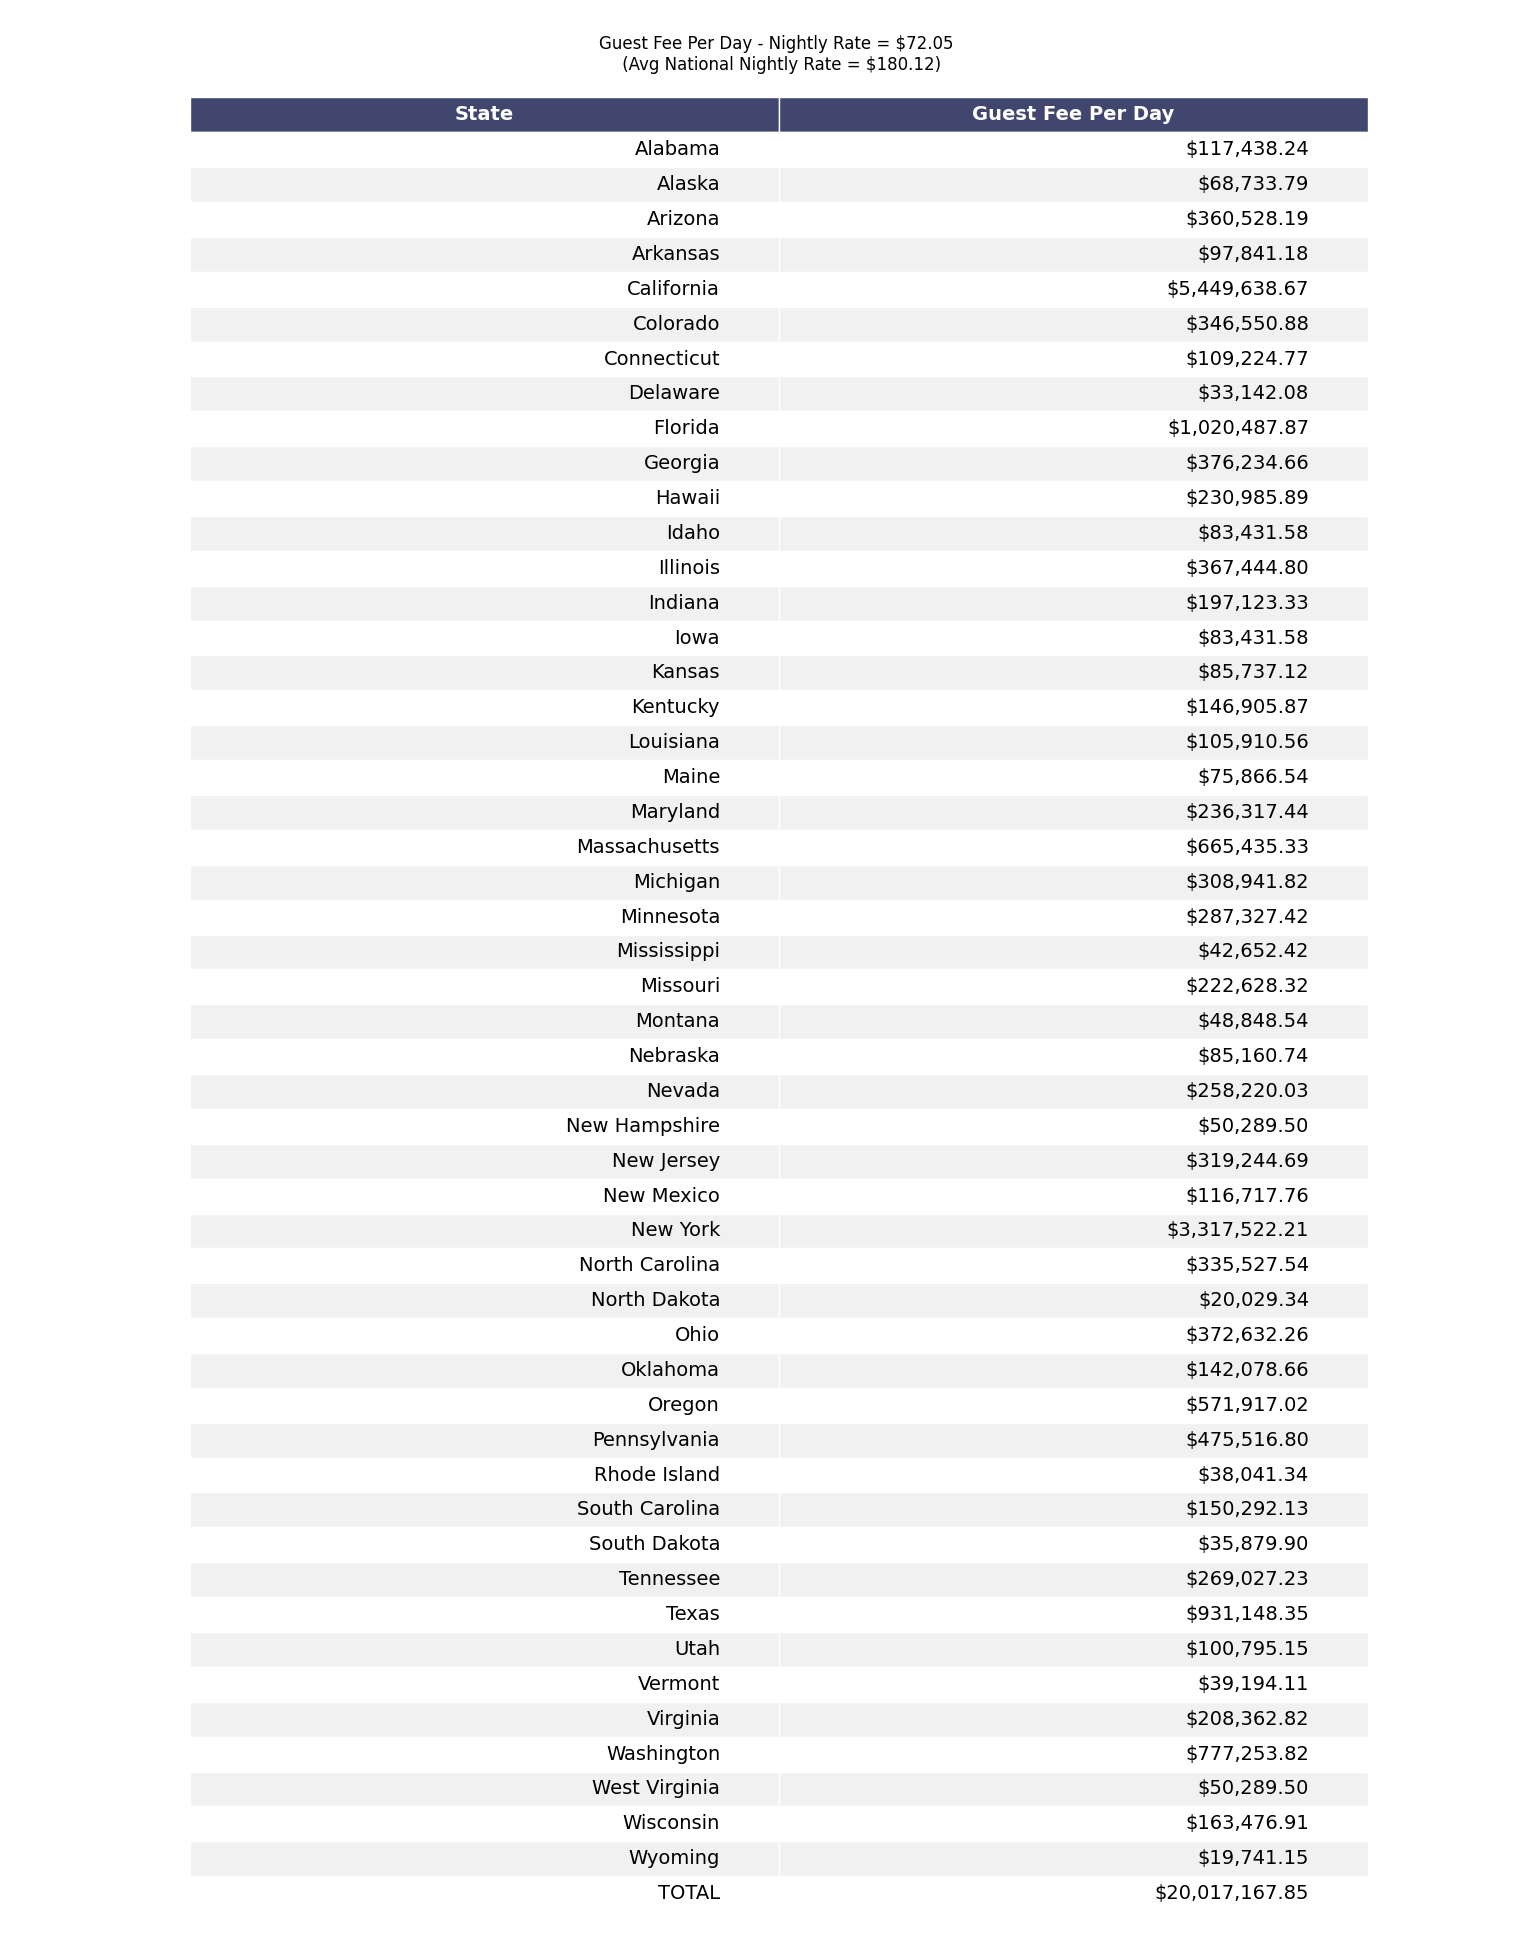 Guest Fee Per Day - Nightly Rate = $72.05
(Avg National Nightly Rate = $180.12)
State Guest Fee Per Day
Alabama $117,438.24
Alaska $68,733.79
Arizona $360,528.19
Arkansas $97,841.18
California $5,449,638.67
Colorado $346,550.88
Connecticut $109,224.77
Delaware $33,142.08
Florida $1,020,487.87
Georgia $376,234.66
Hawaii $230,985.89
Idaho $83,431.58
Illinois $367,444.80
Indiana $197,123.33
Iowa $83,431.58
Kansas $85,737.12
Kentucky $146,905.87
Louisiana $105,910.56
Maine $75,866.54
Maryland $236,317.44
Massachusetts $665,435.33
Michigan $308,941.82
Minnesota $287,327.42
Mississippi $42,652.42
Missouri $222,628.32
Montana $48,848.54
Nebraska $85,160.74
Nevada $258,220.03
New Hampshire $50,289.50
New Jersey $319,244.69
New Mexico $116,717.76
New York $3,317,522.21
North Carolina $335,527.54
North Dakota $20,029.34
Ohio $372,632.26
Oklahoma $142,078.66
Oregon $571,917.02
Pennsylvania $475,516.80
Rhode Island $38,041.34
South Carolina $150,292.13
South Dakota $35,879.90
Tennessee $269,027.23
Texas $931,148.35
Utah $100,795.15
Vermont $39,194.11
Virginia $208,362.82
Washington $777,253.82
West Virginia $50,289.50
Wisconsin $163,476.91
Wyoming $19,741.15
TOTAL $20,017,167.85